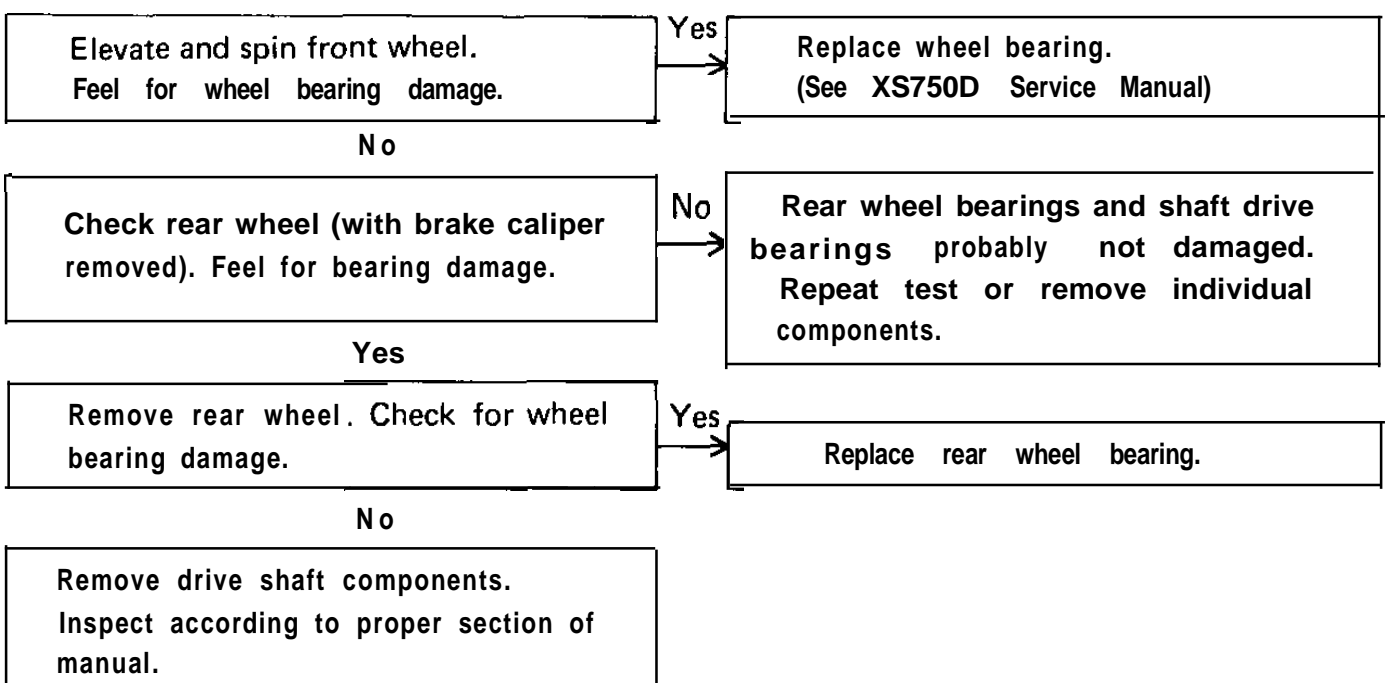 Elevate and spin front wheel.
Feel for wheel bearing damage.
Yes
Replace wheel bearing.
(See XS750D Service Manual)
No
Check rear wheel (with brake caliper
removed). Feel for bearing damage.
No
Rear wheel bearings and shaft drive
bearings probably not damaged.
Repeat test or remove individual
components.
Yes
Remove rear wheel. Check for wheel
bearing damage.
Yes
Replace rear wheel bearing.
No
Remove drive shaft components.
Inspect according to proper section of
manual.